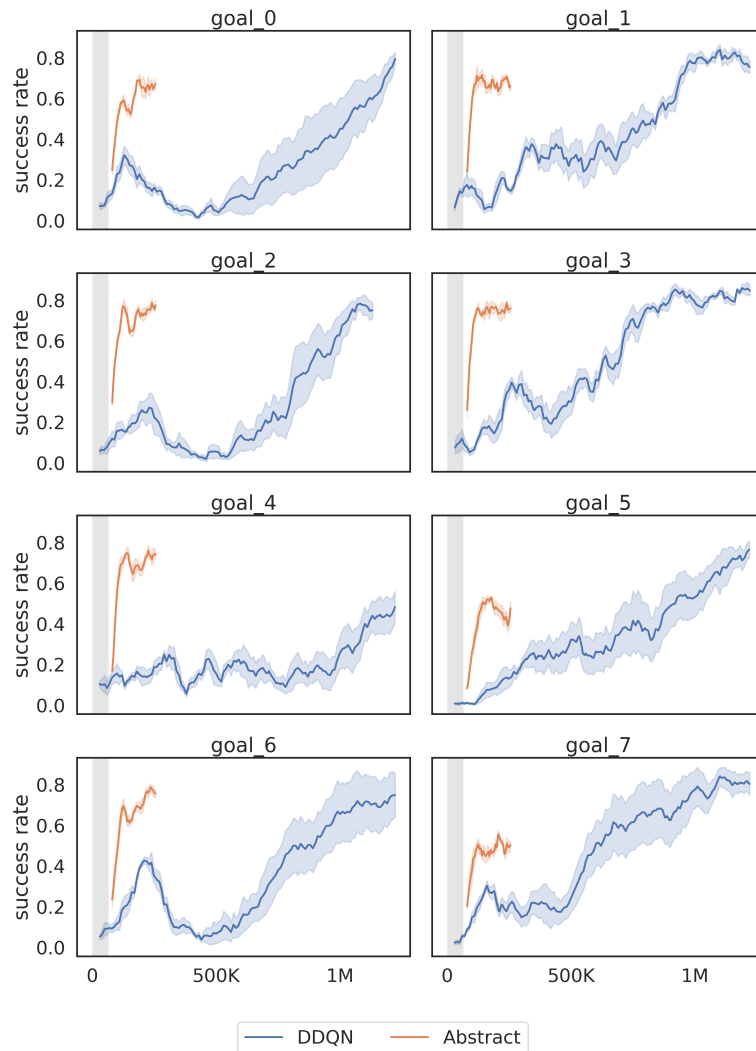 goal_0 goal_1
success rate
0.8
0.6
0.4
0.2
0.0
goal_2 goal_3
success rate
0.8
0.6
0.4
0.2
0.0
goal_4 goal_5
success rate
0.8
0.6
0.4
0.2
0.0
goal_6 goal_7
success rate
0.8
0.6
0.4
0.2
0.0
0 500K 1M 0 500K 1M
DDQN Abstract